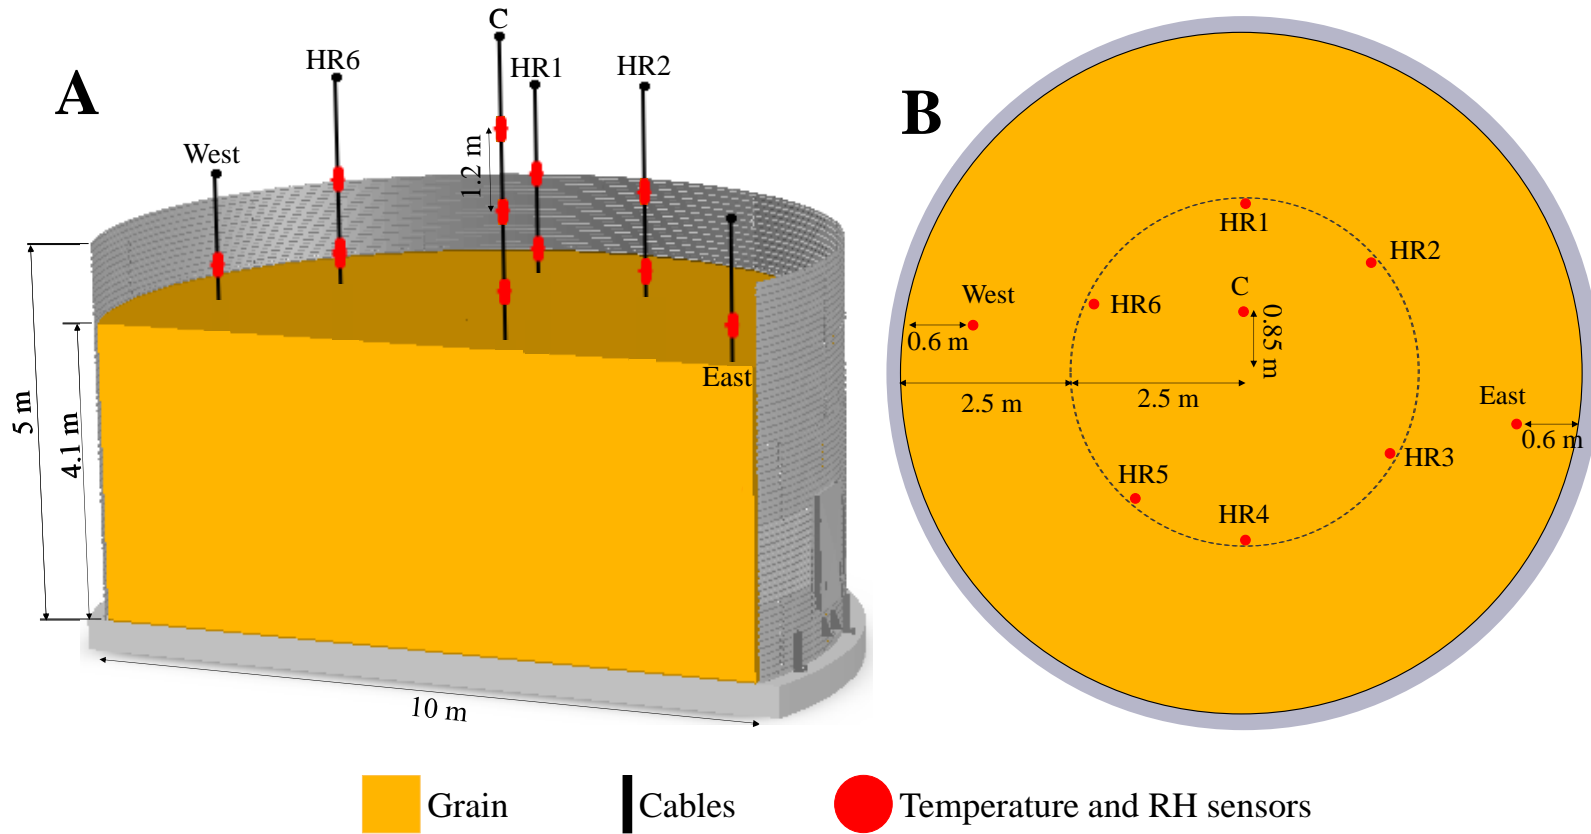 A
C
HR6
HR1
HR2
West
1.2 m
East
5 m
4.1 m
10 m
B
HR1
HR2
C
West
HR6
0.85 m
0.6 m
2.5 m
2.5 m
East
0.6 m
HR3
HR5
HR4
Grain
Cables
Temperature and RH sensors